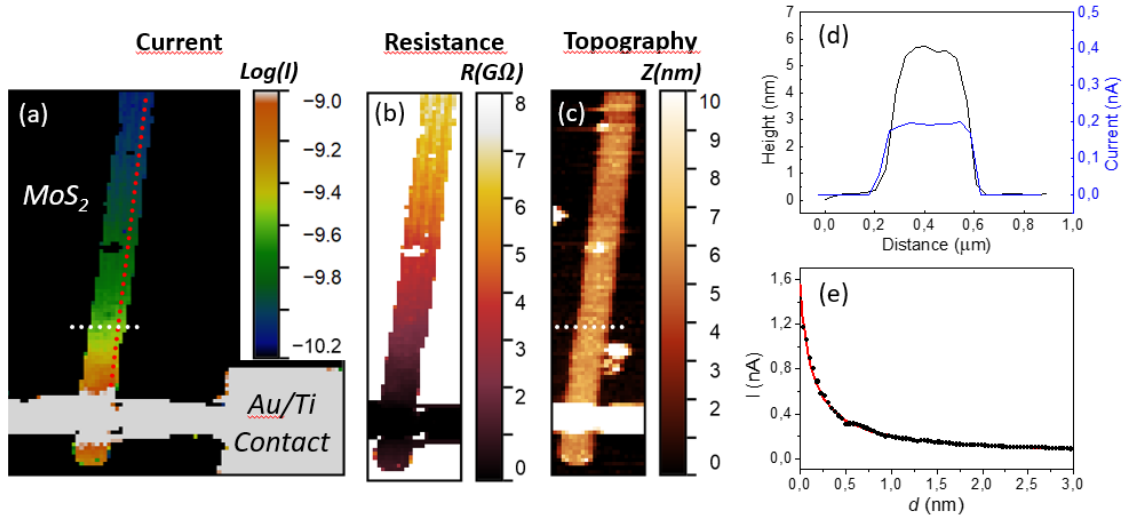 Current
Log(I)
(a)
MoS2
Au/Ti
Contact
−9.0
−9.2
−9.4
−9.6
−9.8
−10.2
Resistance
R(GΩ)
(b)
8
7
6
5
4
3
2
1
0
Topography
Z(nm)
(c)
10
9
8
7
6
5
4
3
2
0
(d)
Height (nm)
7
6
5
4
3
2
1
0
Current (nA)
0,5
0,4
0,3
0,2
0,1
0,0
0,0 0,2 0,4 0,6 0,8 1,0
Distance (μm)
(e)
I (nA)
1,6
1,2
0,8
0,4
0,0
0,0 0,5 1,0 1,5 2,0 2,5 3,0
d (nm)